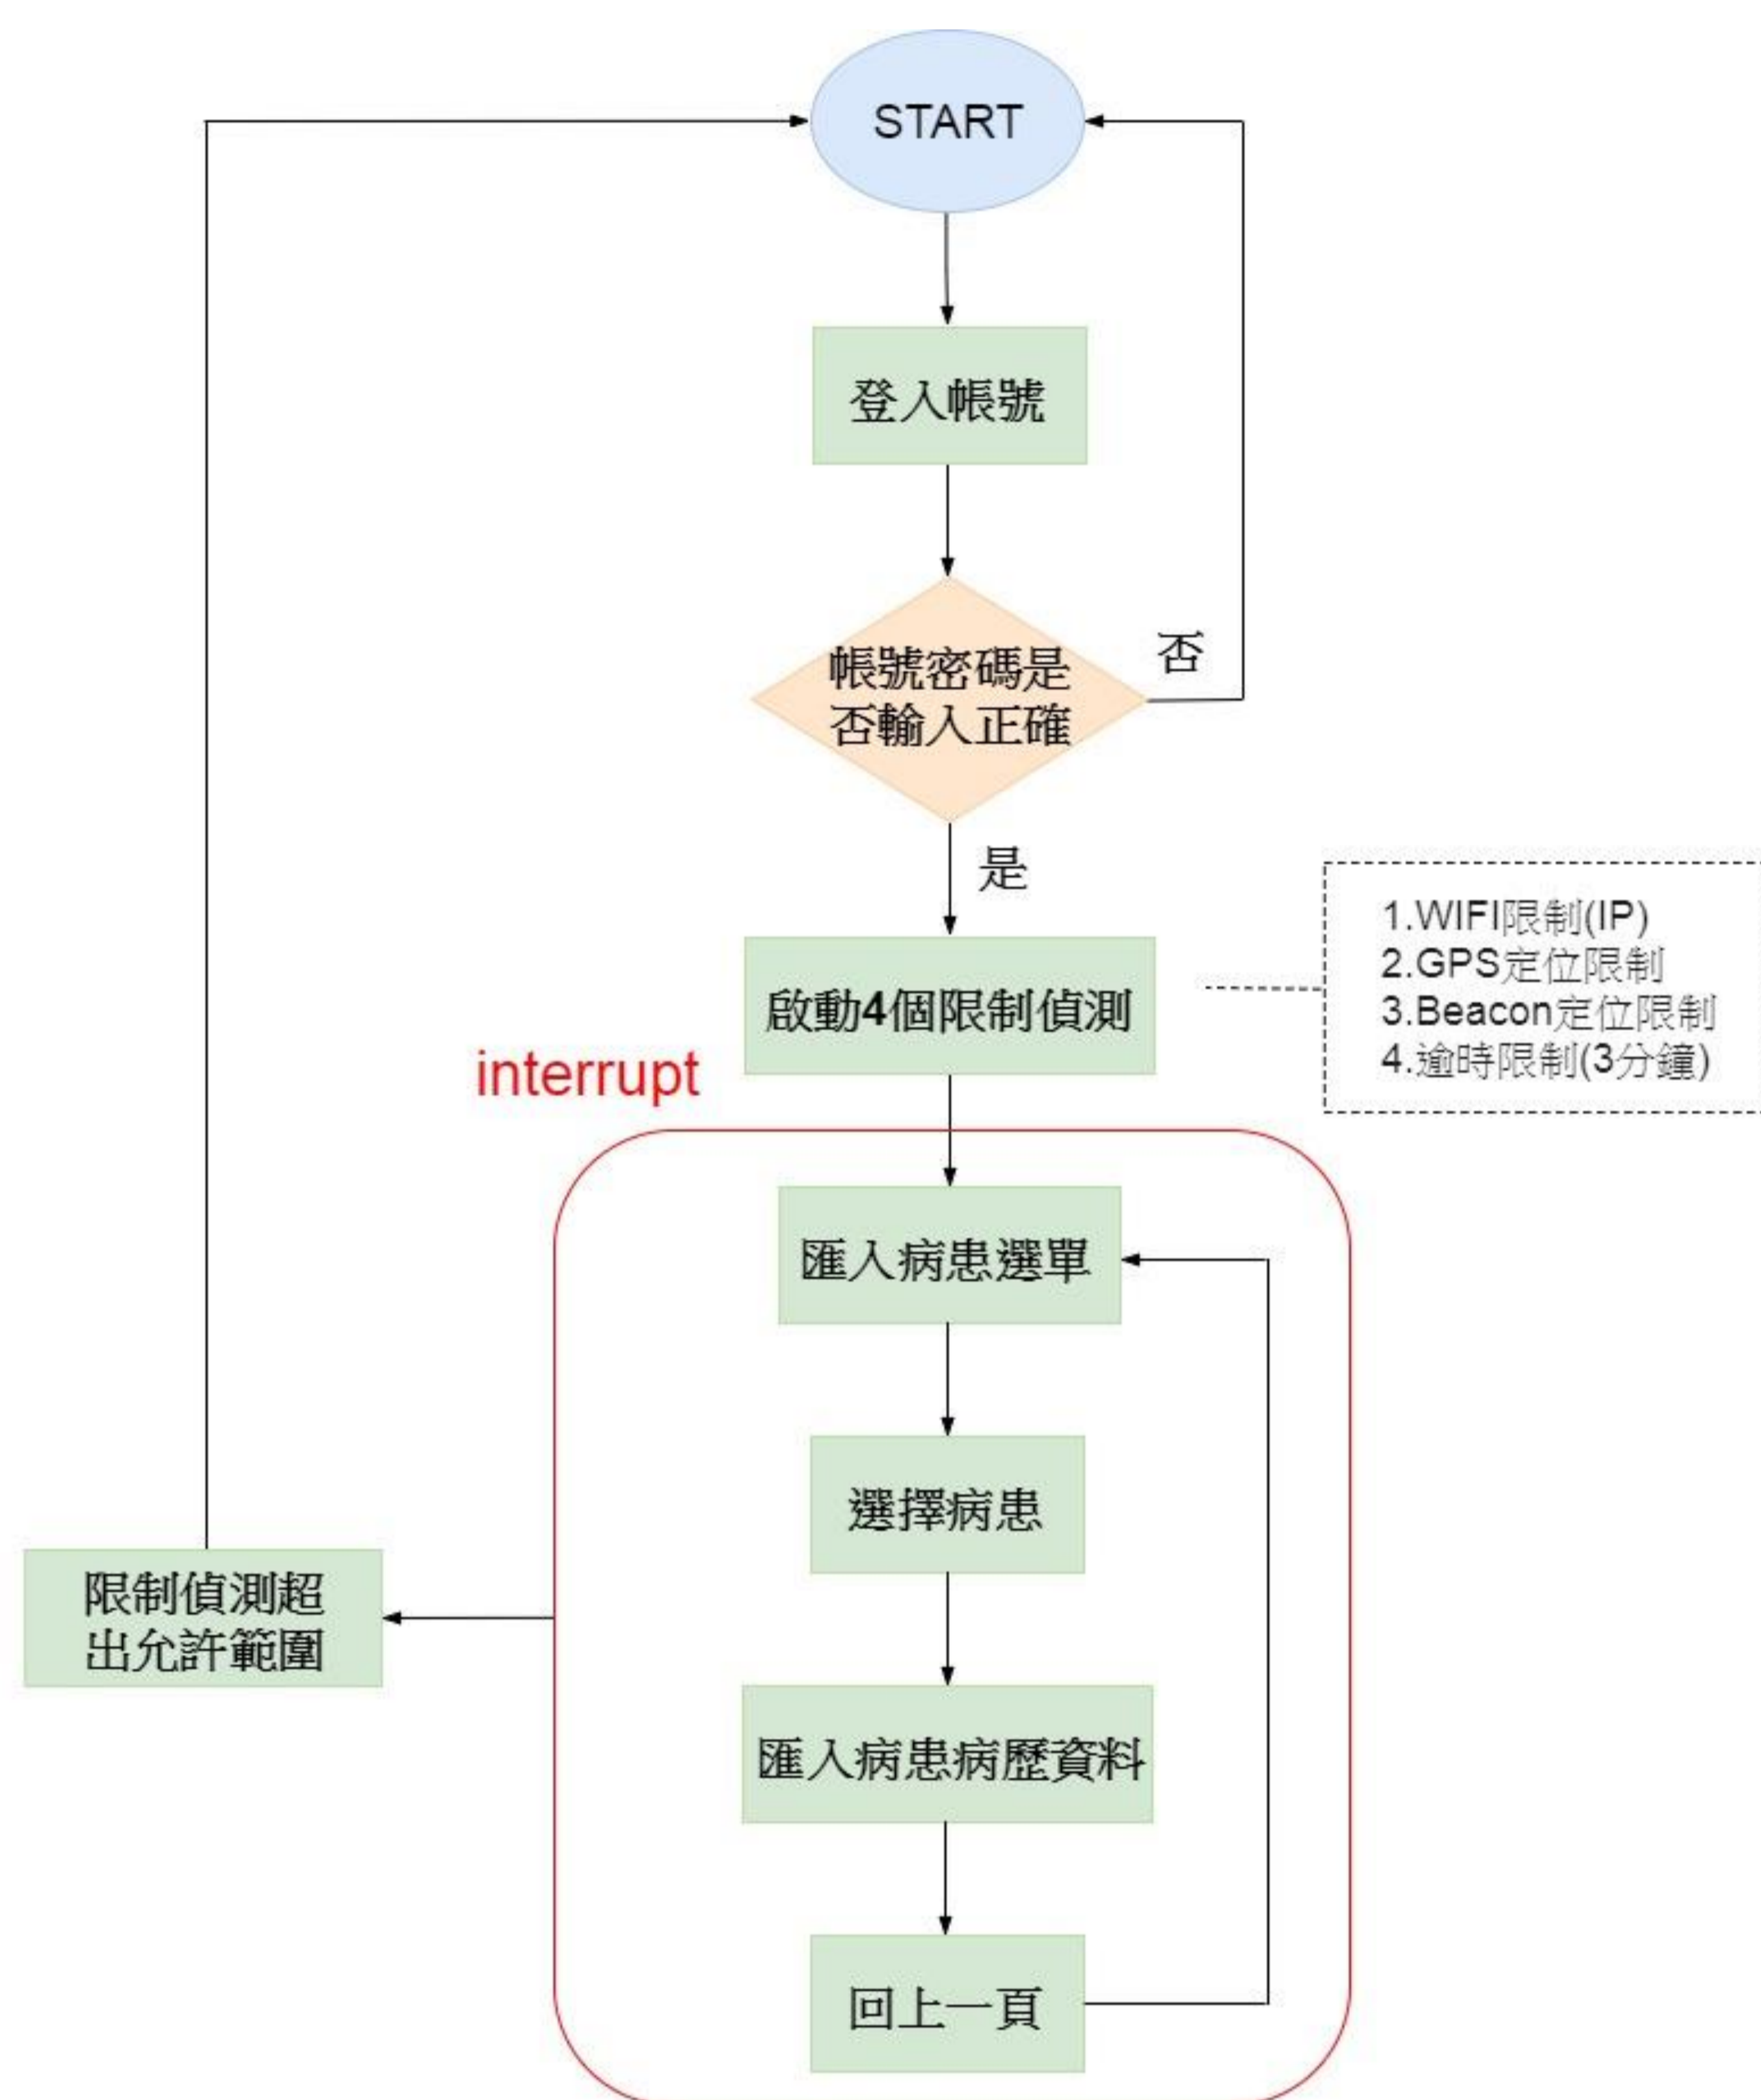 START
登入帳號
帳號密碼是
否輸入正確
否
是
啟動4個限制偵測
1.WIFI限制(IP)
2.GPS定位限制
3.Beacon定位限制
4.逾時限制(3分鐘)
interrupt
匯入病患選單
選擇病患
限制偵測超
出允許範圍
匯入病患病歷資料
回上一頁